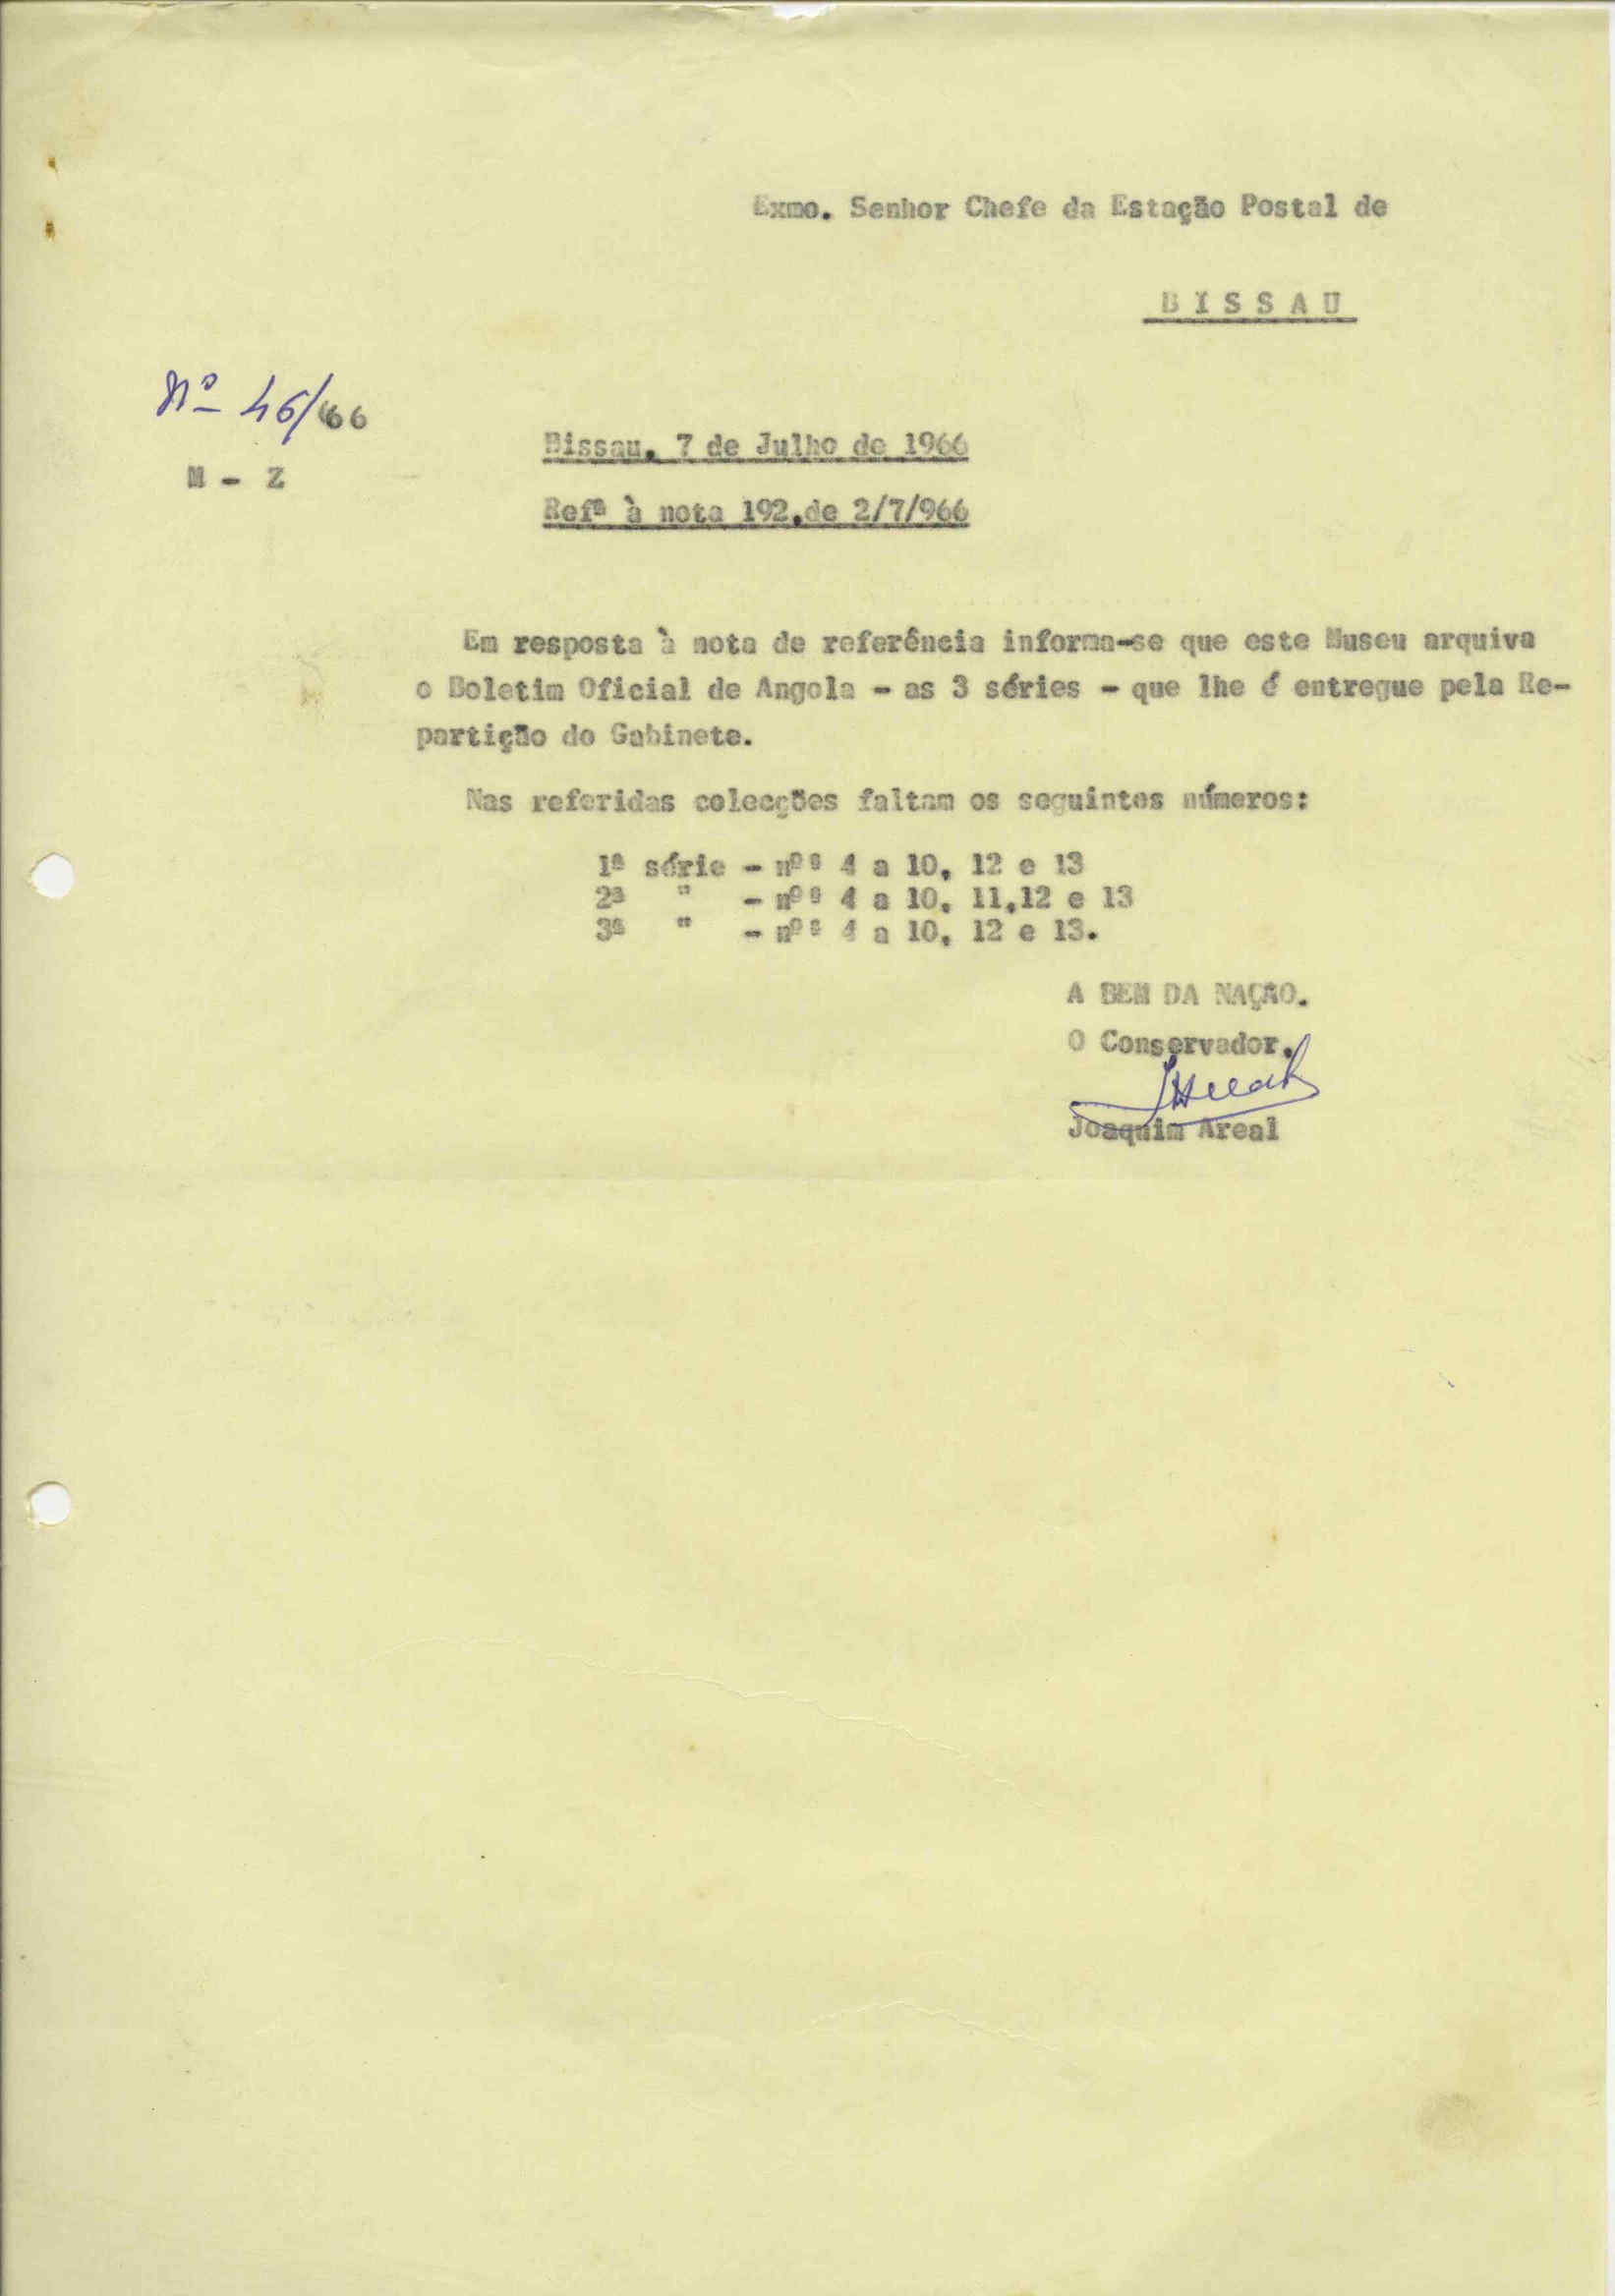 Exmo. Senhor Chefe da Estação Postal de
B I S S A U
Nº 46/66
M - Z
Bissau, 7 de Julho de 1966
Refª à nota 192,de 2/7/966
Em resposta à nota de referência informa-se que este Museu arquiva
o Boletim Oficial de Angola - as 3 séries - que lhe é entregue pela Re-
partição do Gabinete.
Nas referidas colecções faltam os seguintes números:
1ª série - nºs 4 a 10, 12 e 13
2ª " - nºs 4 a 10, 11,12 e 13
3ª " - nºs 4 a 10, 12 e 13.
A BEM DA NAÇÃO.
O Conservador,
JAreal
Joaquim Areal